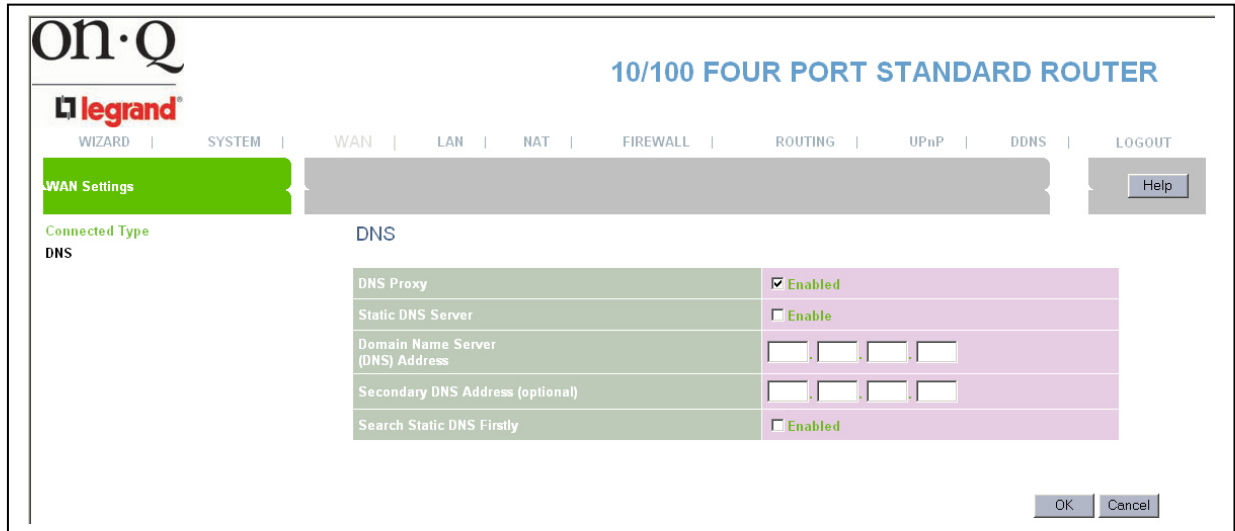 on·Q
legrand®
10/100 FOUR PORT STANDARD ROUTER
WIZARD | SYSTEM | WAN | LAN | NAT | FIREWALL | ROUTING | UPnP | DDNS | LOGOUT
WAN Settings
Help
Connected Type
DNS
DNS
DNS Proxy
Enabled
Static DNS Server
Enable
Domain Name Server
(DNS) Address
. . .
Secondary DNS Address (optional)
. . .
Search Static DNS Firstly
Enabled
OK Cancel